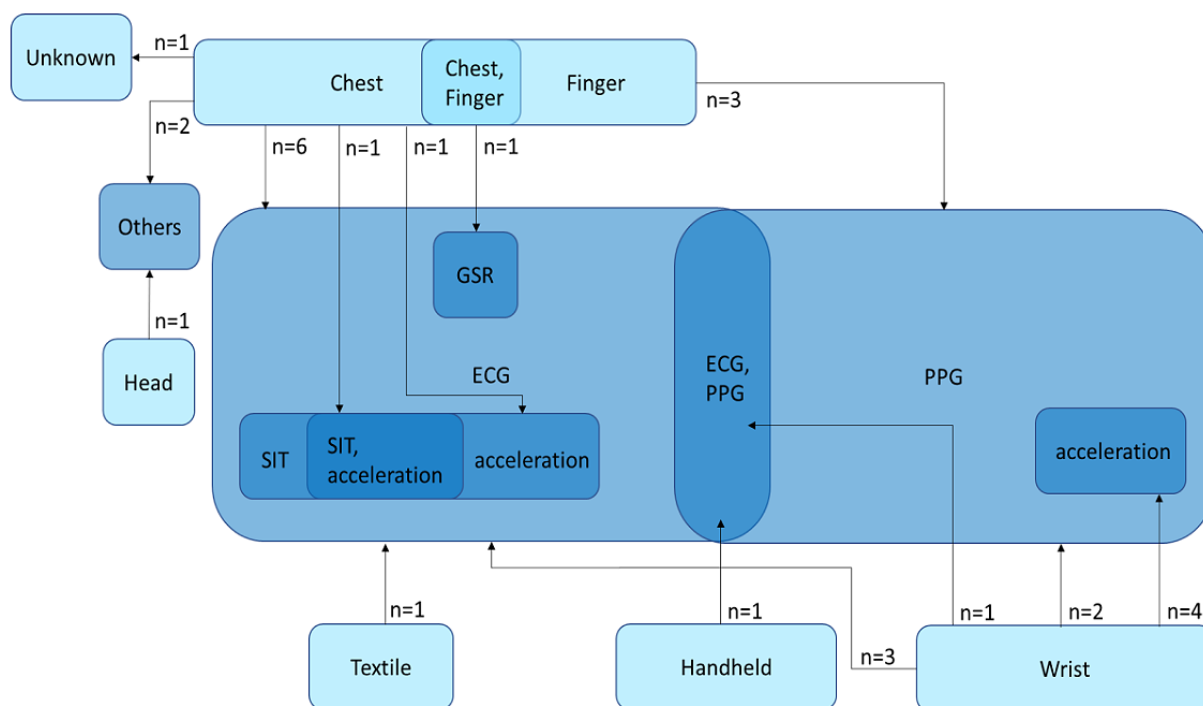 Unknown
n=1
Chest
Chest,
Finger
Finger
n=3
n=2
n=6
n=1
n=1
n=1
Others
GSR
n=1
Head
ECG
ECG,
PPG
PPG
SIT
SIT,
acceleration
acceleration
acceleration
n=1
n=1
n=1
n=2
n=4
Textile
Handheld
n=3
Wrist